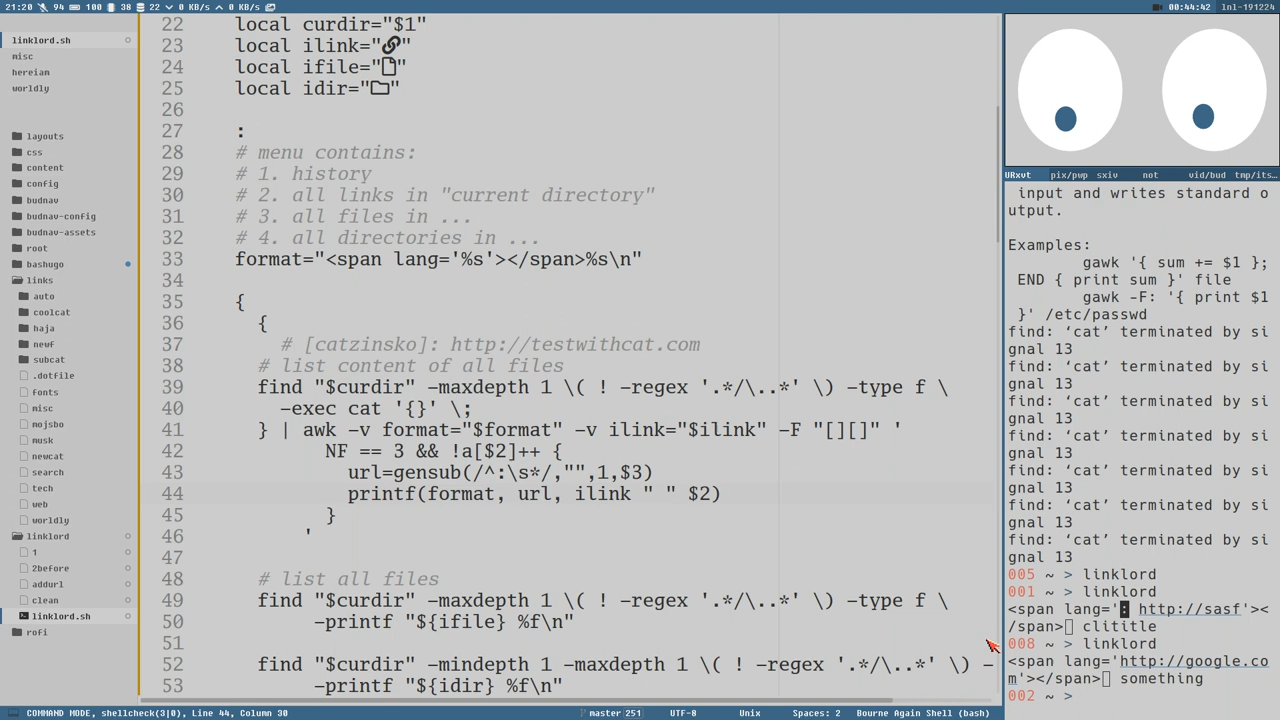 21:20 94 100 38 22 0 KB/s 0 KB/s
00:44:42 lnl-191224
linklord.sh
misc
hereiam
worldly
layouts
css
content
config
budnav
budnav-config
budnav-assets
root
bashugo
links
auto
coolcat
haja
newf
subcat
.dotfile
fonts
misc
mojsbo
musk
newcat
search
tech
web
worldly
linklord
1
2before
addurl
clean
linklord.sh
rofi
22 local curdir="$1"
23 local ilink=""
24 local ifile=""
25 local idir=""
26
27 :
28 # menu contains:
29 # 1. history
30 # 2. all links in "current directory"
31 # 3. all files in ...
32 # 4. all directories in ...
33 format="<span lang='%s'></span>%s\n"
34
35 {
36 {
37 # [catzinsko]: http://testwithcat.com
38 # list content of all files
39 find "$curdir" -maxdepth 1 \( ! -regex '.*/\..*' \) -type f \
40 -exec cat '{}' \;
41 } | awk -v format="$format" -v ilink="$ilink" -F "[][]" '
42 NF == 3 && !a[$2]++ {
43 url=gensub(/^:\s*/,"",1,$3)
44 printf(format, url, ilink " " $2)
45 }
46 '
47
48 # list all files
49 find "$curdir" -maxdepth 1 \( ! -regex '.*/\..*' \) -type f \
50 -printf "${ifile} %f\n"
51
52 find "$curdir" -mindepth 1 -maxdepth 1 \( ! -regex '.*/\..*' \) -
53 -printf "${idir} %f\n"
URxvt pix/pwp sxiv not vid/bud tmp/its...
input and writes standard o
utput.
Examples:
gawk '{ sum += $1 };
END { print sum }' file
gawk -F: '{ print $1
}' /etc/passwd
find: ‘cat’ terminated by si
gnal 13
find: ‘cat’ terminated by si
gnal 13
find: ‘cat’ terminated by si
gnal 13
find: ‘cat’ terminated by si
gnal 13
find: ‘cat’ terminated by si
gnal 13
find: ‘cat’ terminated by si
gnal 13
find: ‘cat’ terminated by si
gnal 13
005 ~ > linklord
001 ~ > linklord
<span lang=': http://sasf'><
/span> clititle
008 ~ > linklord
<span lang='http://google.co
m'></span> something
002 ~ >
COMMAND MODE, shellcheck(3|0), Line 44, Column 30
master 251 UTF-8 Unix Spaces: 2 Bourne Again Shell (bash)